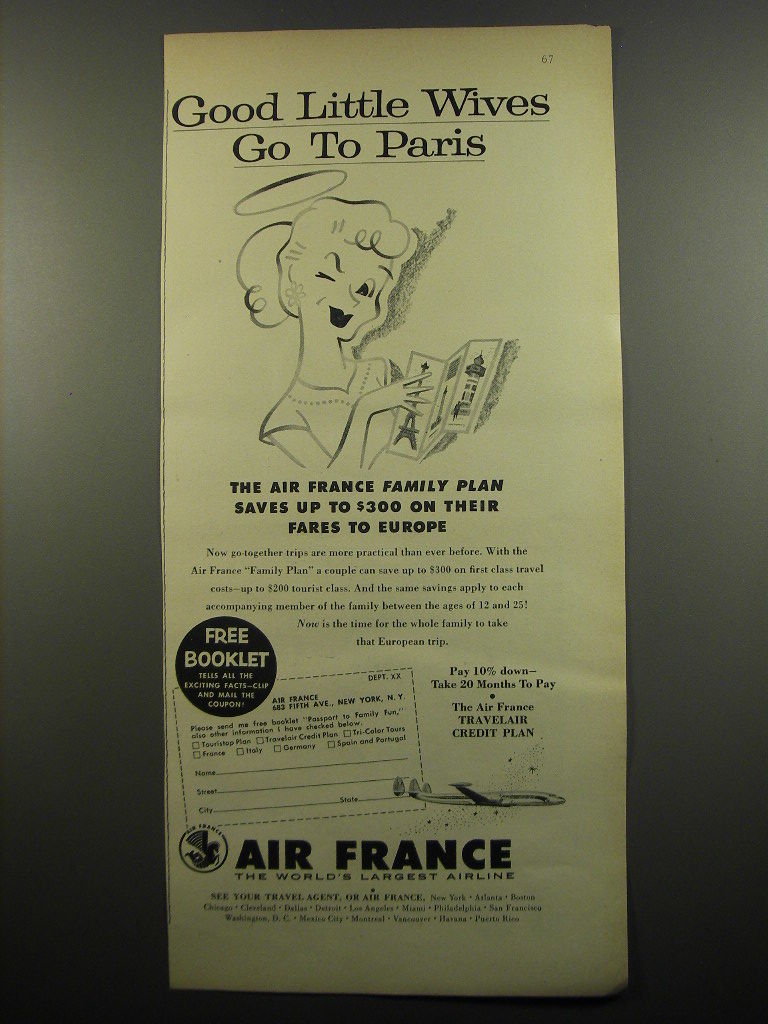 67
Good Little Wives
Go To Paris
THE AIR FRANCE FAMILY PLAN
SAVES UP TO $300 ON THEIR
FARES TO EUROPE
Now go-together trips are more practical than ever before. With the
Air France "Family Plan" a couple can save up to $300 on first class travel
costs—up to $200 tourist class. And the same savings apply to each
accompanying member of the family between the ages of 12 and 25!
Now is the time for the whole family to take
that European trip.
FREE
BOOKLET
TELLS ALL THE
EXCITING FACTS—CLIP
AND MAIL THE
COUPON!
DEPT. XX
AIR FRANCE
683 FIFTH AVE., NEW YORK, N. Y.
Please send me free booklet "Passport to Family Fun,"
also other information I have checked below.
Touristop Plan Travelair Credit Plan Tri-Color Tours
France Italy Germany Spain and Portugal
Name
Street
City State
Pay 10% down—
Take 20 Months To Pay
•
The Air France
TRAVELAIR
CREDIT PLAN
AIR FRANCE
AIR FRANCE
THE WORLD'S LARGEST AIRLINE
SEE YOUR TRAVEL AGENT, OR AIR FRANCE, New York • Atlanta • Boston
Chicago • Cleveland • Dallas • Detroit • Los Angeles • Miami • Philadelphia • San Francisco
Washington, D. C. • Mexico City • Montreal • Vancouver • Havana • Puerto Rico